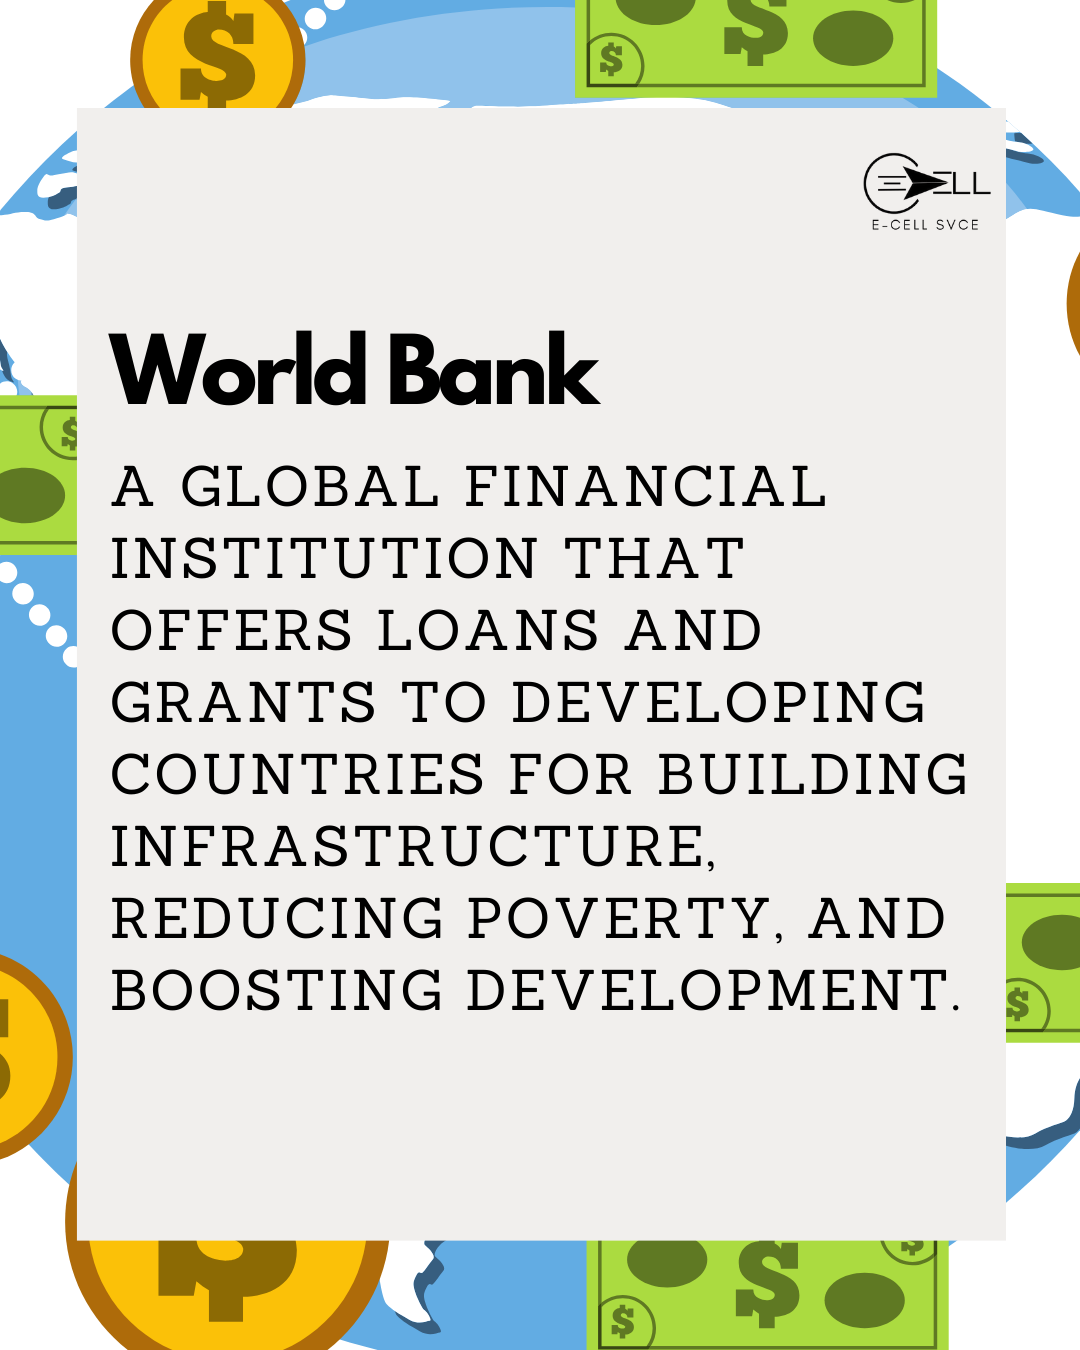 $
$
$
ELL
E-CELL SVCE
World Bank
$
A GLOBAL FINANCIAL
INSTITUTION THAT
OFFERS LOANS AND
GRANTS TO DEVELOPING
COUNTRIES FOR BUILDING
INFRASTRUCTURE,
REDUCING POVERTY, AND
BOOSTING DEVELOPMENT.
$
$
$
$
$
$